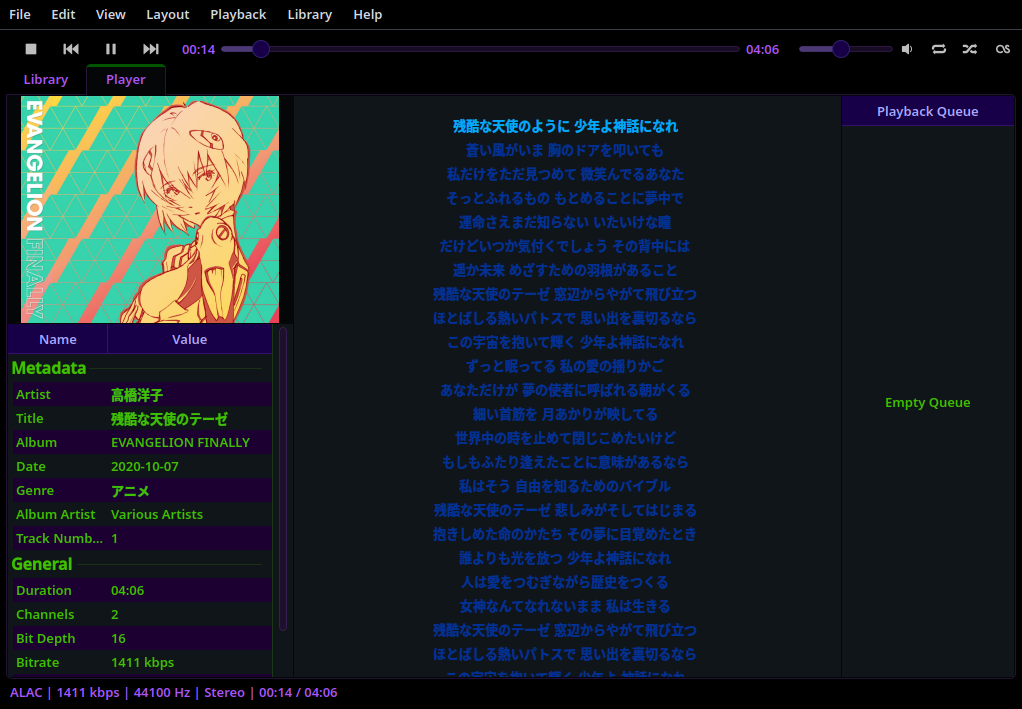 File Edit View Layout Playback Library Help
00:14 04:06
Library Player
EVANGELION FINALLY
Name Value
Metadata
Artist 高橋洋子
Title 残酷な天使のテーゼ
Album EVANGELION FINALLY
Date 2020-10-07
Genre アニメ
Album Artist Various Artists
Track Numb... 1
General
Duration 04:06
Channels 2
Bit Depth 16
Bitrate 1411 kbps
残酷な天使のように 少年よ神話になれ
蒼い風がいま 胸のドアを叩いても
私だけをただ見つめて 微笑んでるあなた
そっとふれるもの もとめることに夢中で
運命さえまだ知らない いたいけな瞳
だけどいつか気付くでしょう その背中には
遥か未来 めざすための羽根があること
残酷な天使のテーゼ 窓辺からやがて飛び立つ
ほとばしる熱いパトスで 思い出を裏切るなら
この宇宙を抱いて輝く 少年よ神話になれ
ずっと眠ってる 私の愛の揺りかご
あなただけが 夢の使者に呼ばれる朝がくる
細い首筋を 月あかりが映してる
世界中の時を止めて閉じこめたいけど
もしもふたり逢えたことに意味があるなら
私はそう 自由を知るためのバイブル
残酷な天使のテーゼ 悲しみがそしてはじまる
抱きしめた命のかたち その夢に目覚めたとき
誰よりも光を放つ 少年よ神話になれ
人は愛をつむぎながら歴史をつくる
女神なんてなれないまま 私は生きる
残酷な天使のテーゼ 窓辺からやがて飛び立つ
ほとばしる熱いパトスで 思い出を裏切るなら
この宇宙を抱いて輝く 少年よ神話になれ
Playback Queue
Empty Queue
ALAC | 1411 kbps | 44100 Hz | Stereo | 00:14 / 04:06